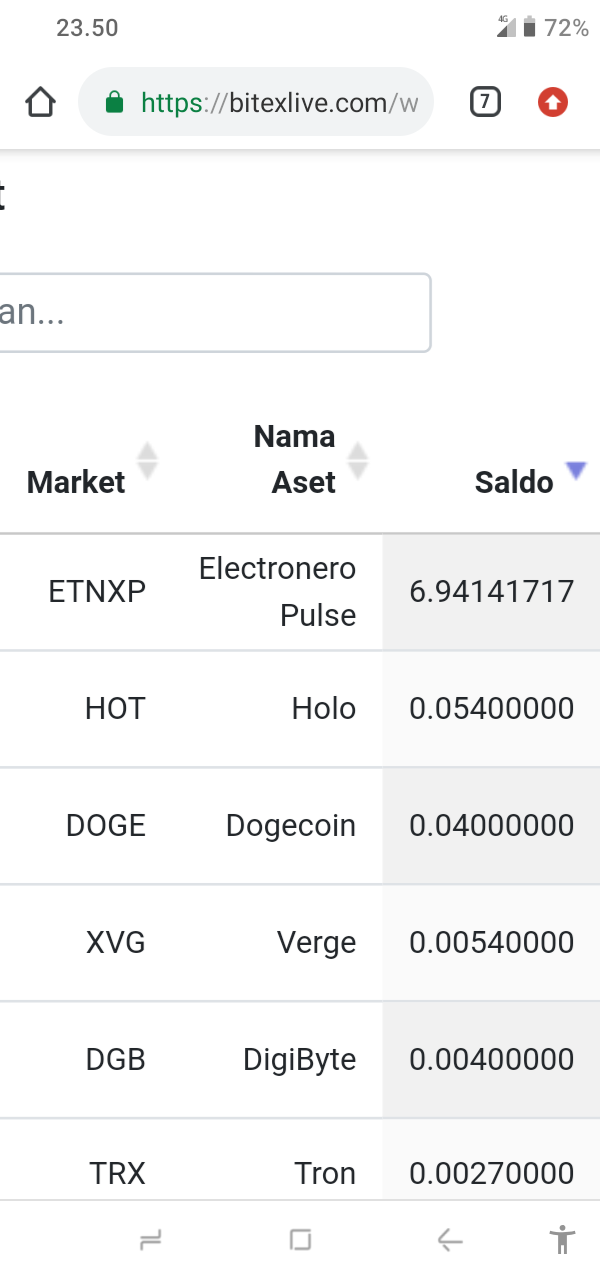 23.50
4G
72%
https://bitexlive.com/w
7
t
an...
Market
Nama
Aset
Saldo
ETNXP
Electronero
Pulse
6.94141717
HOT Holo 0.05400000
DOGE Dogecoin 0.04000000
XVG Verge 0.00540000
DGB DigiByte 0.00400000
TRX Tron 0.00270000